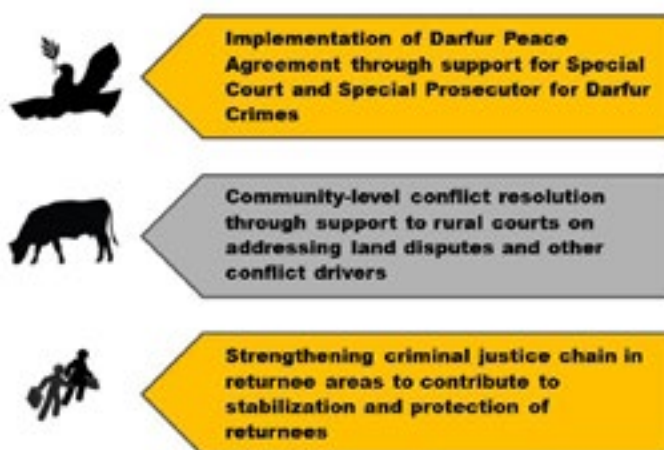 Implementation of Darfur Peace
Agreement through support for Special
Court and Special Prosecutor for Darfur
Crimes
Community-level conflict resolution
through support to rural courts on
addressing land disputes and other
conflict drivers
Strengthening criminal justice chain in
returnee areas to contribute to
stabilization and protection of
returnees